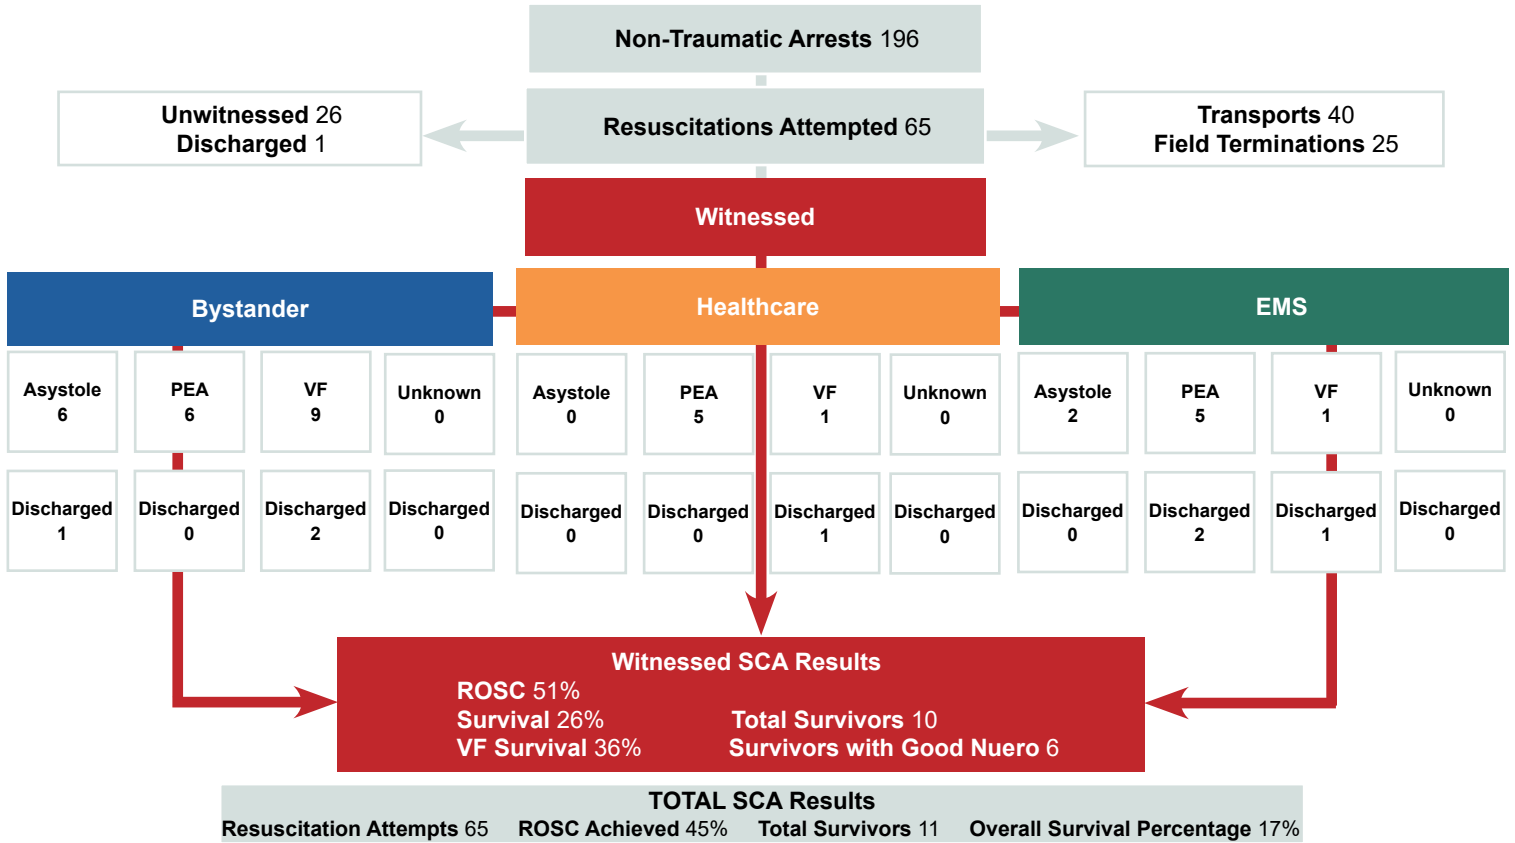 Non-Traumatic Arrests 196
Unwitnessed 26
Discharged 1
Resuscitations Attempted 65
Transports 40
Field Terminations 25
Witnessed
Bystander
Healthcare
EMS
Asystole
6
PEA
6
VF
9
Unknown
0
Asystole
0
PEA
5
VF
1
Unknown
0
Asystole
2
PEA
5
VF
1
Unknown
0
Discharged
1
Discharged
0
Discharged
2
Discharged
0
Discharged
0
Discharged
0
Discharged
1
Discharged
0
Discharged
0
Discharged
2
Discharged
1
Discharged
0
Witnessed SCA Results
ROSC 51%
Survival 26%
Total Survivors 10
VF Survival 36%
Survivors with Good Nuero 6
TOTAL SCA Results
Resuscitation Attempts 65 ROSC Achieved 45% Total Survivors 11 Overall Survival Percentage 17%